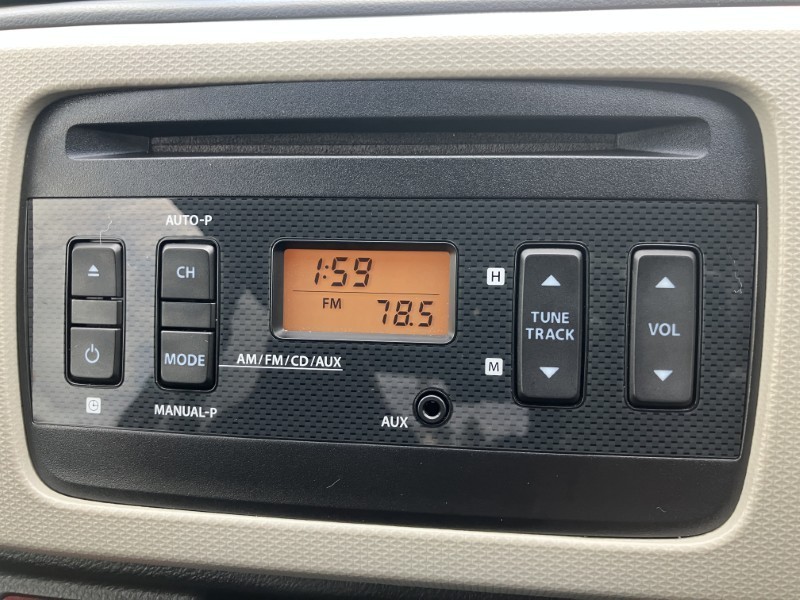 AUTO-P
CH
MODE
MANUAL-P
AM/FM/CD/AUX
1:59
FM
78.5
AUX
H
M
TUNE
TRACK
VOL